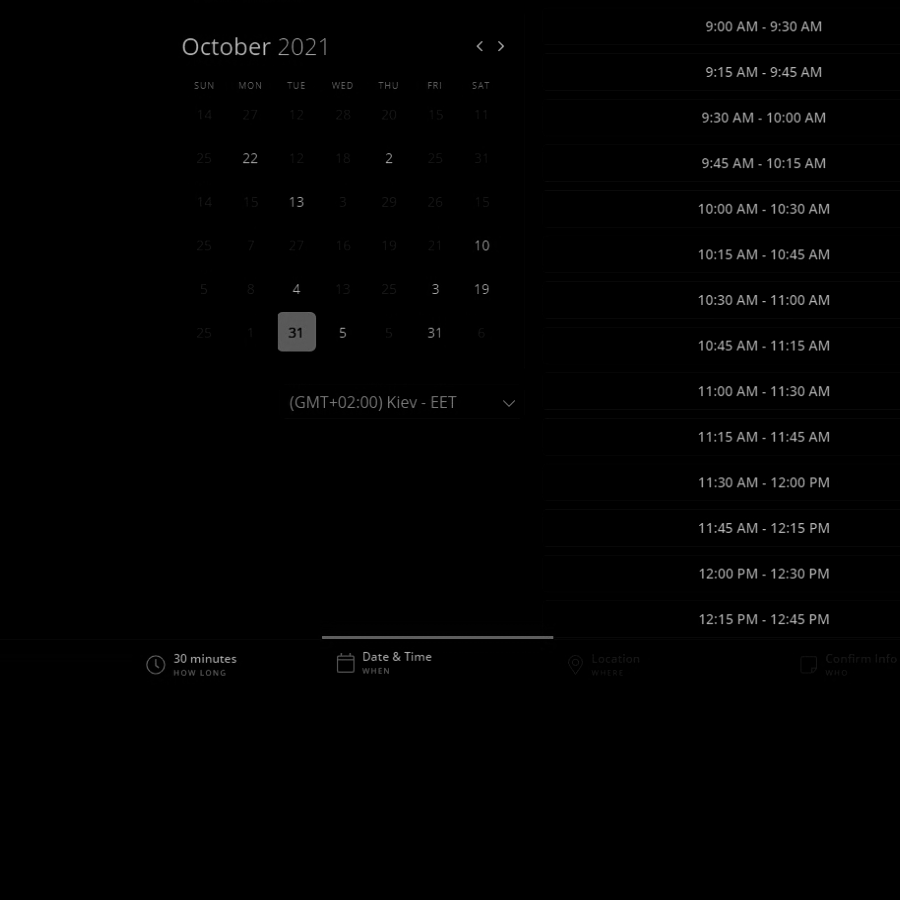 October 2021
SUN MON TUE WED THU FRI SAT
14 27 12 28 20 15 11
25 22 12 18 2 25 31
14 15 13 3 29 26 15
25 7 27 16 19 21 10
5 8 4 13 25 3 19
25 1 31 5 5 31 6
(GMT+02:00) Kiev - EET
9:00 AM - 9:30 AM
9:15 AM - 9:45 AM
9:30 AM - 10:00 AM
9:45 AM - 10:15 AM
10:00 AM - 10:30 AM
10:15 AM - 10:45 AM
10:30 AM - 11:00 AM
10:45 AM - 11:15 AM
11:00 AM - 11:30 AM
11:15 AM - 11:45 AM
11:30 AM - 12:00 PM
11:45 AM - 12:15 PM
12:00 PM - 12:30 PM
12:15 PM - 12:45 PM
30 minutes
HOW LONG
Date & Time
WHEN
Location
WHERE
Confirm Info
WHO